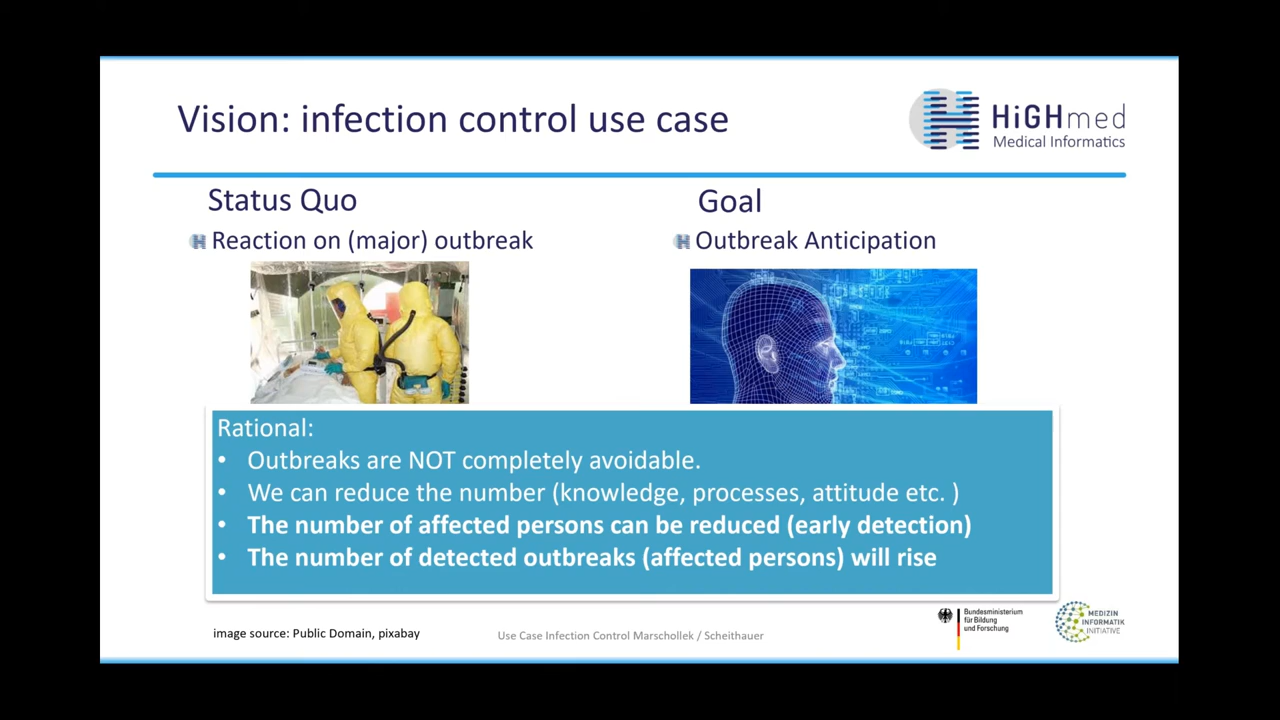 Vision: infection control use case
HiGHmed
Medical Informatics
Status Quo
Goal
Reaction on (major) outbreak
Outbreak Anticipation
Rational:
• Outbreaks are NOT completely avoidable.
• We can reduce the number (knowledge, processes, attitude etc. )
• The number of affected persons can be reduced (early detection)
• The number of detected outbreaks (affected persons) will rise
image source: Public Domain, pixabay
Use Case Infection Control Marschollek / Scheithauer
Bundesministerium
für Bildung
und Forschung
MEDIZIN
INFORMATIK
INITIATIVE